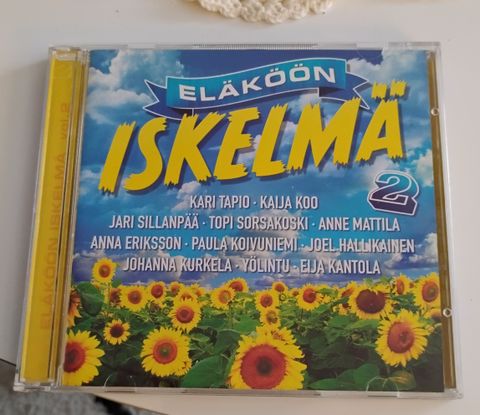 ELÄKÖÖN
ISKELMÄ
2
KARI TAPIO · KAIJA KOO
JARI SILLANPÄÄ · TOPI SORSAKOSKI · ANNE MATTILA
ANNA ERIKSSON · PAULA KOIVUNIEMI · JOEL HALLIKAINEN
JOHANNA KURKELA · YÖLINTU · EIJA KANTOLA
ELÄKÖÖN ISKELMÄ vol.2